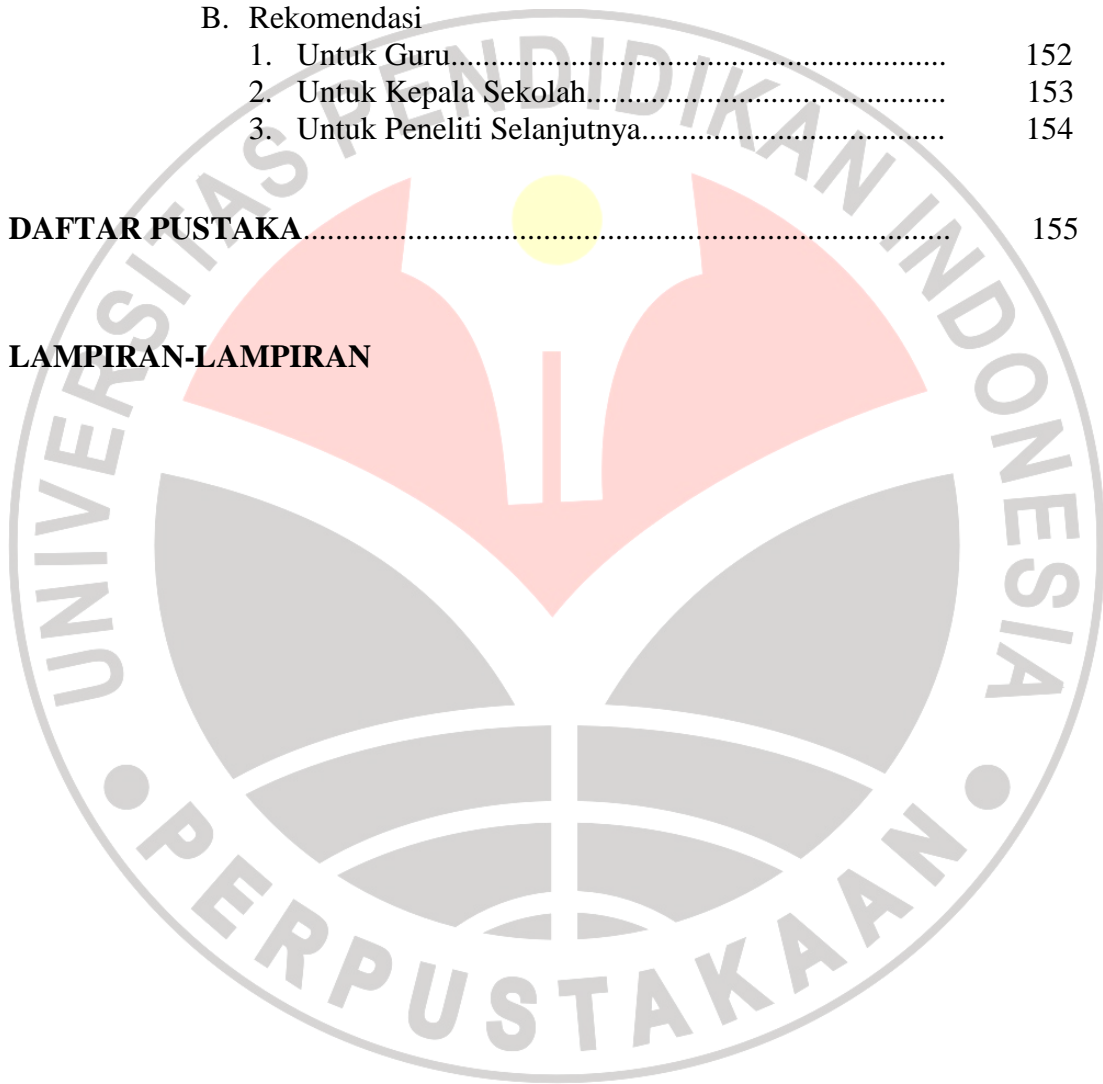 B. Rekomendasi
1. Untuk Guru............................................................. 152
2. Untuk Kepala Sekolah............................................ 153
3. Untuk Peneliti Selanjutnya..................................... 154
DAFTAR PUSTAKA................................................................................ 155
LAMPIRAN-LAMPIRAN
UNIVERSITAS PENDIDIKAN INDONESIA
PERPUSTAKAAN